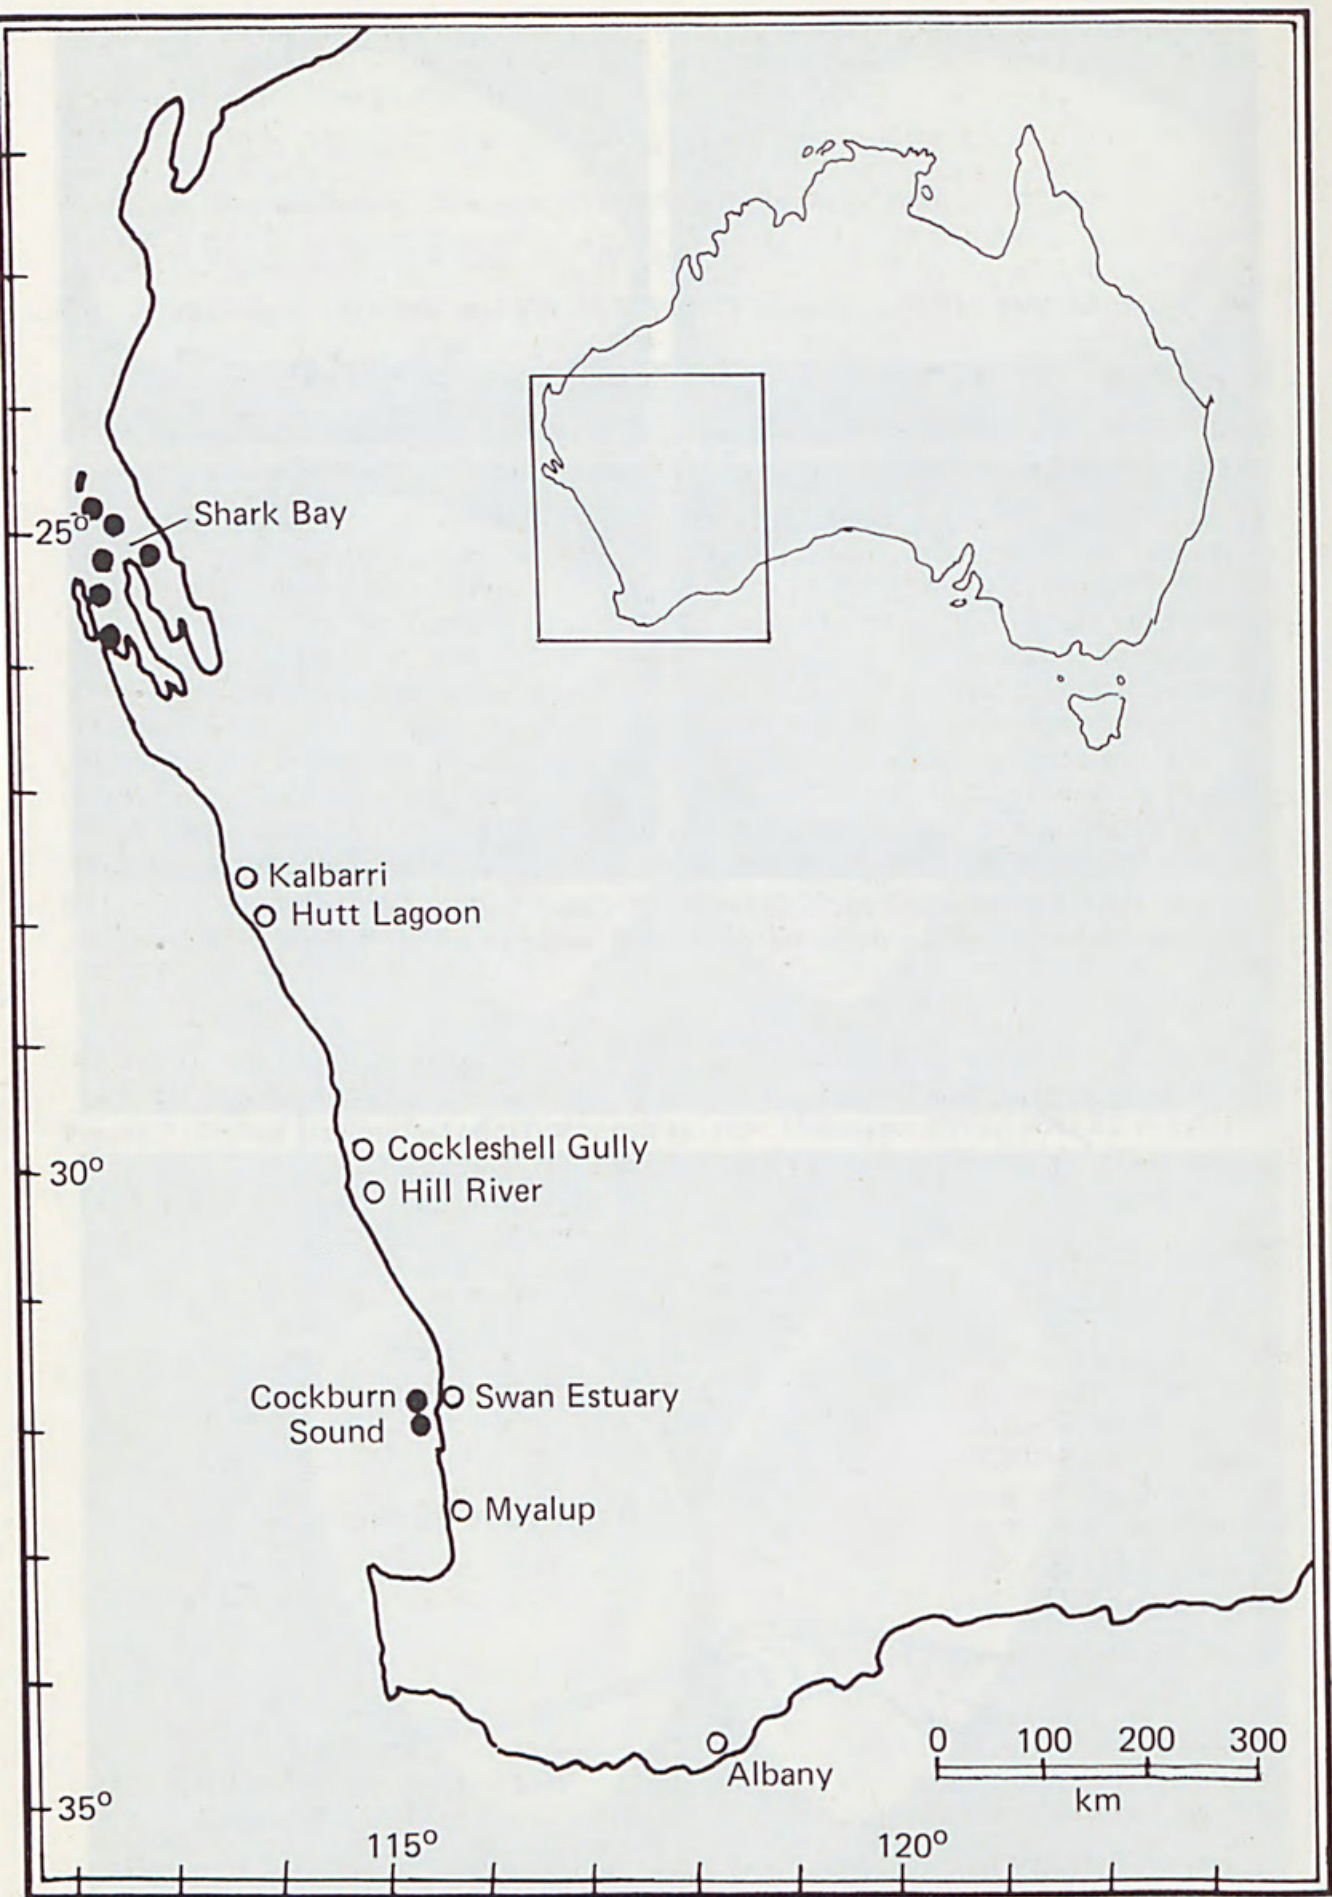 25°
Shark Bay
Kalbarri
Hutt Lagoon
Cockleshell Gully
30°
Hill River
Cockburn
Sound
Swan Estuary
Myalup
Albany
0 100 200 300
km
35°
115° 120°